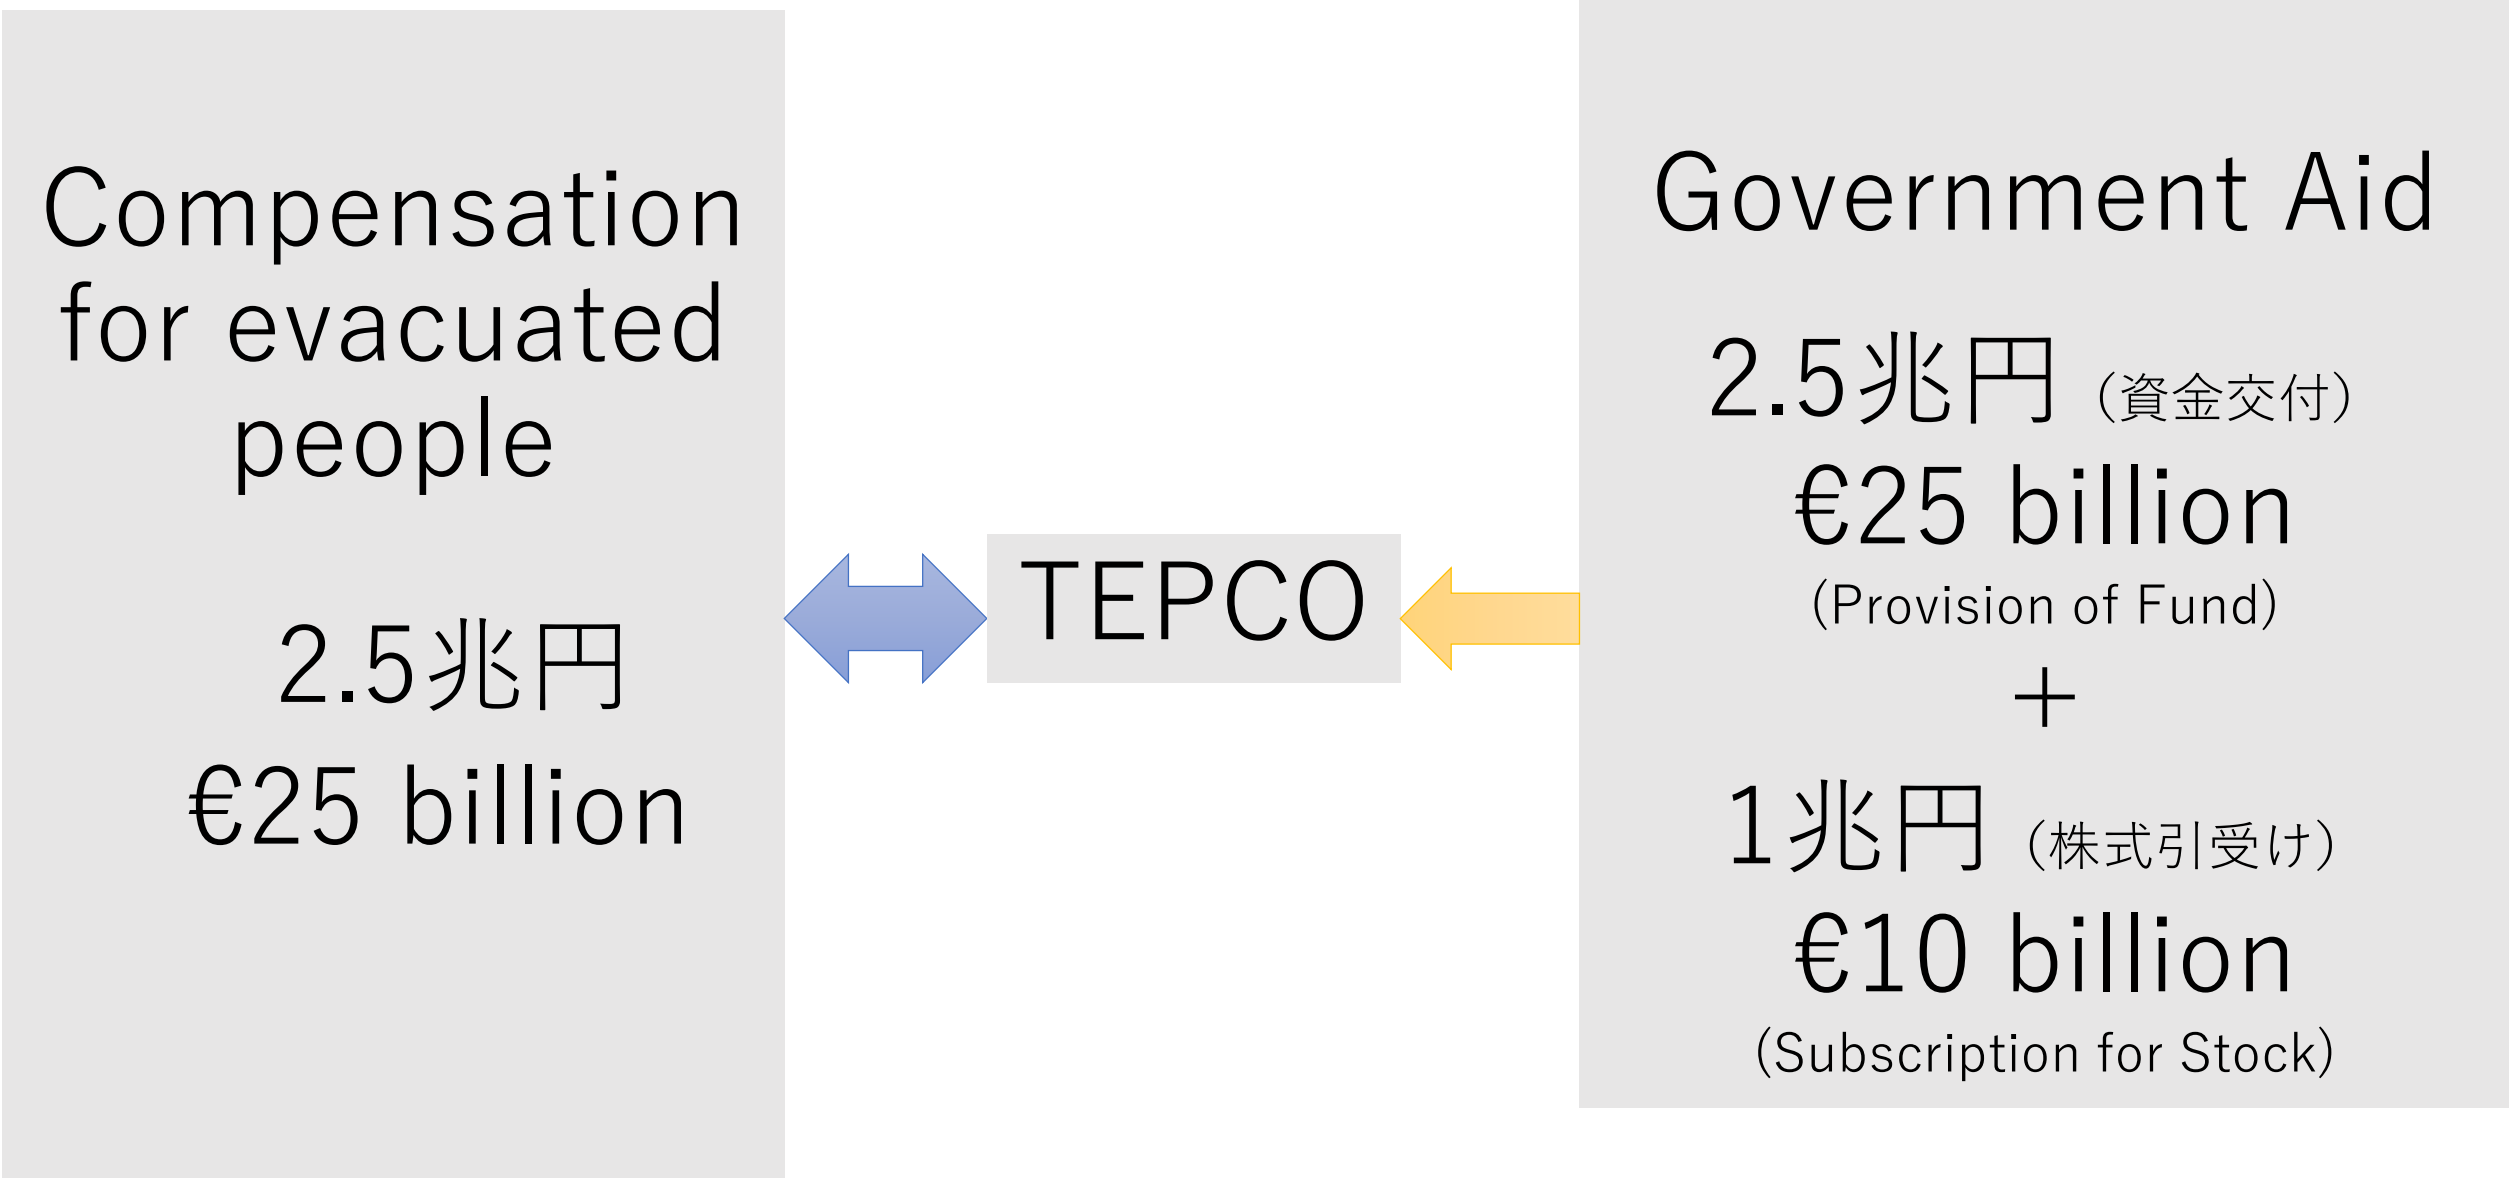 Compensation
for evacuated
people
2.5兆円
€25 billion
TEPCO
Government Aid
2.5兆円（資金交付）
€25 billion
(Provision of Fund)
+
1兆円（株式引受け）
€10 billion
(Subscription for Stock)